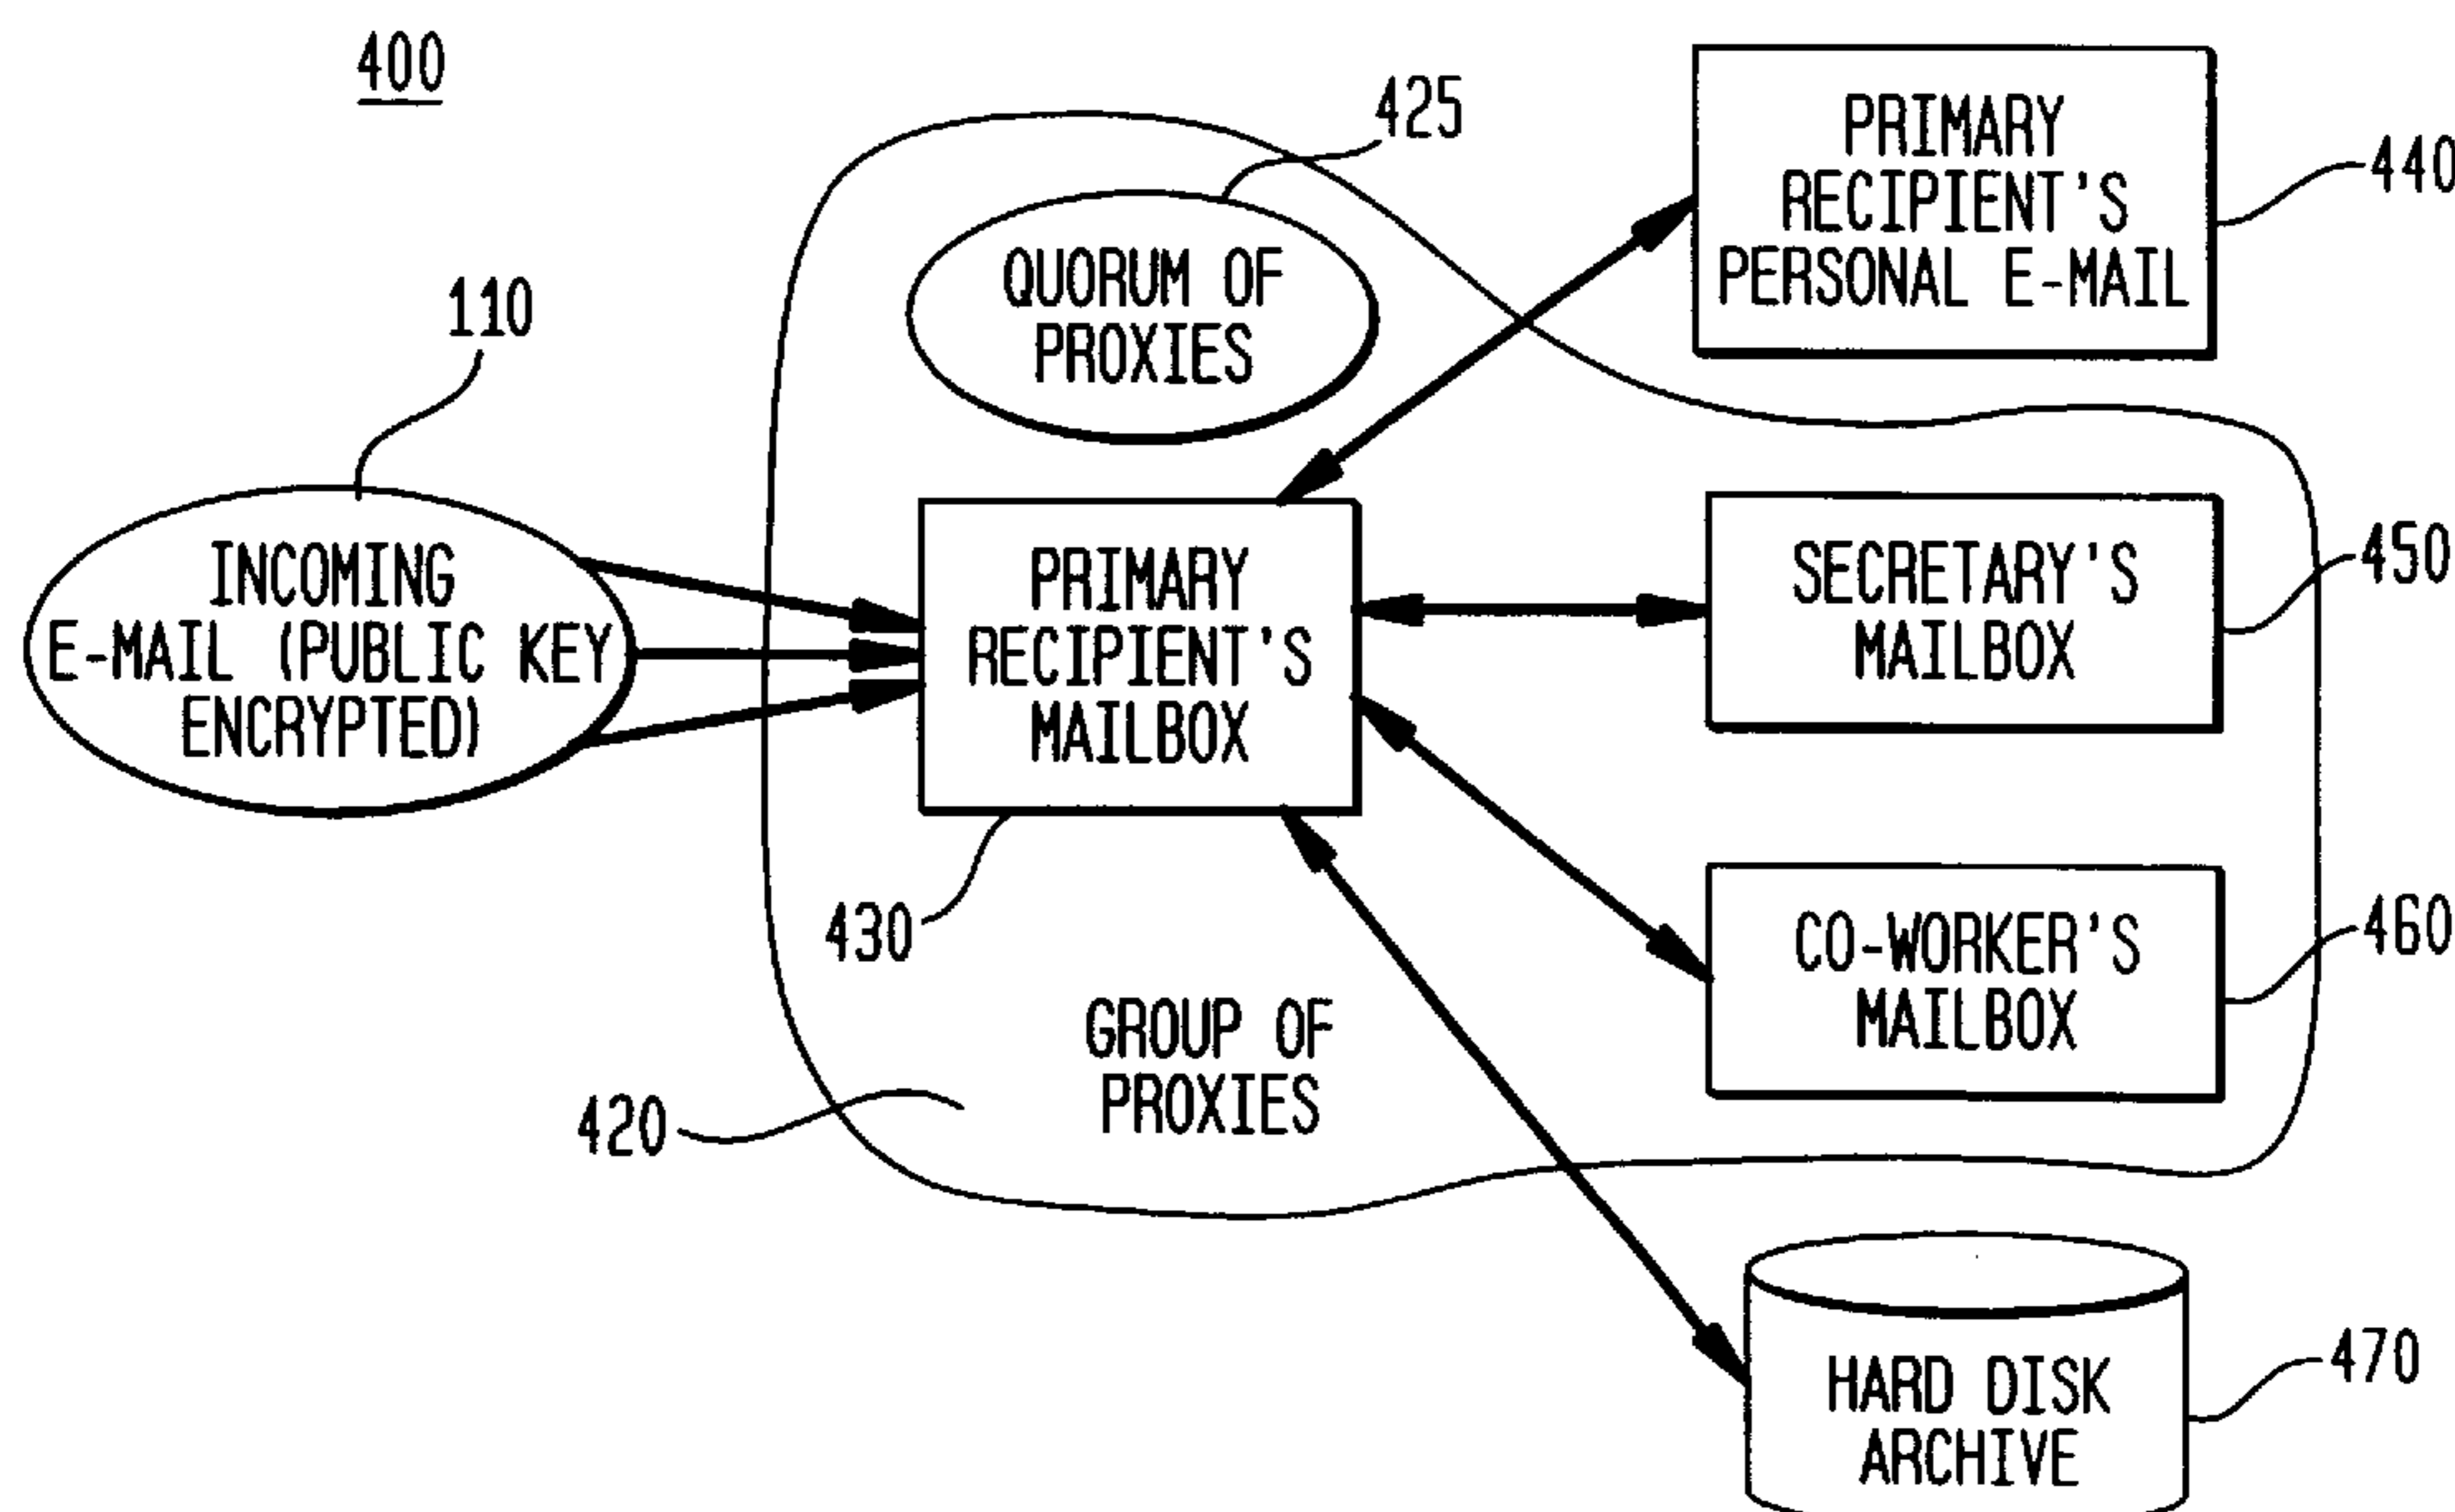 400
425
PRIMARY
RECIPIENT'S
PERSONAL E-MAIL
440
QUORUM OF
PROXIES
110
INCOMING
E-MAIL (PUBLIC KEY
ENCRYPTED)
PRIMARY
RECIPIENT'S
MAILBOX
430
SECRETARY'S
MAILBOX
450
CO-WORKER'S
MAILBOX
460
GROUP OF
PROXIES
420
HARD DISK
ARCHIVE
470